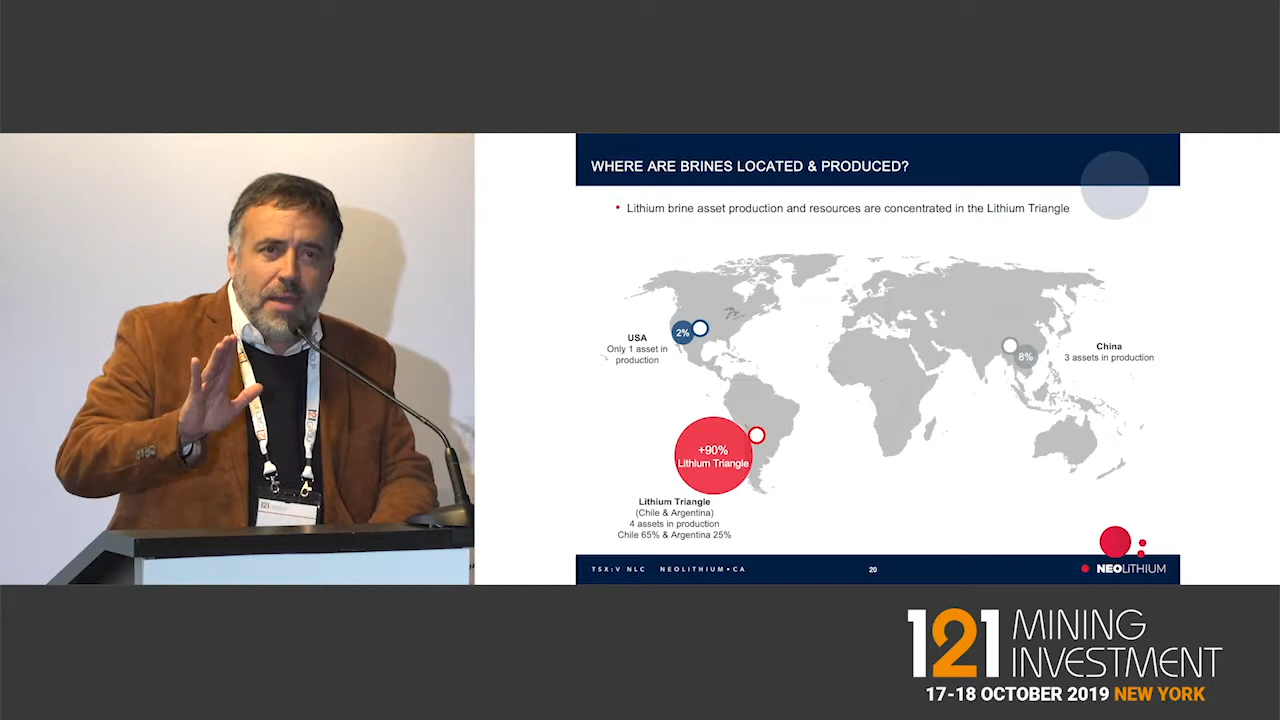 WHERE ARE BRINES LOCATED & PRODUCED?
• Lithium brine asset production and resources are concentrated in the Lithium Triangle
USA
Only 1 asset in
production
2%
8%
China
3 assets in production
+90%
Lithium Triangle
Lithium Triangle
(Chile & Argentina)
4 assets in production
Chile 65% & Argentina 25%
TSX:V NLC NEOLITHIUM•CA
20
NEOLITHIUM
121
121
121 MINING
INVESTMENT
17-18 OCTOBER 2019 NEW YORK